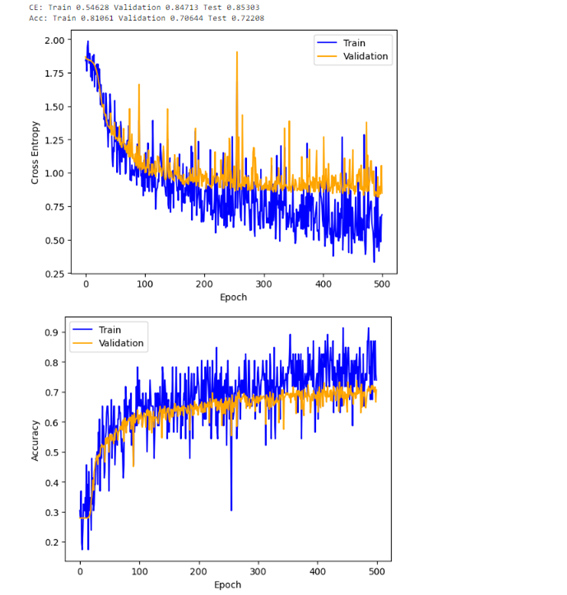 CE: Train 0.54628 Validation 0.84713 Test 0.85303
Acc: Train 0.81061 Validation 0.70644 Test 0.72208
2.00
1.75
1.50
1.25
1.00
0.75
0.50
0.25
Cross Entropy
Train
Validation
0
100
200
300
400
500
Epoch
0.9
0.8
0.7
0.6
0.5
0.4
0.3
0.2
Accuracy
Train
Validation
0
100
200
300
400
500
Epoch